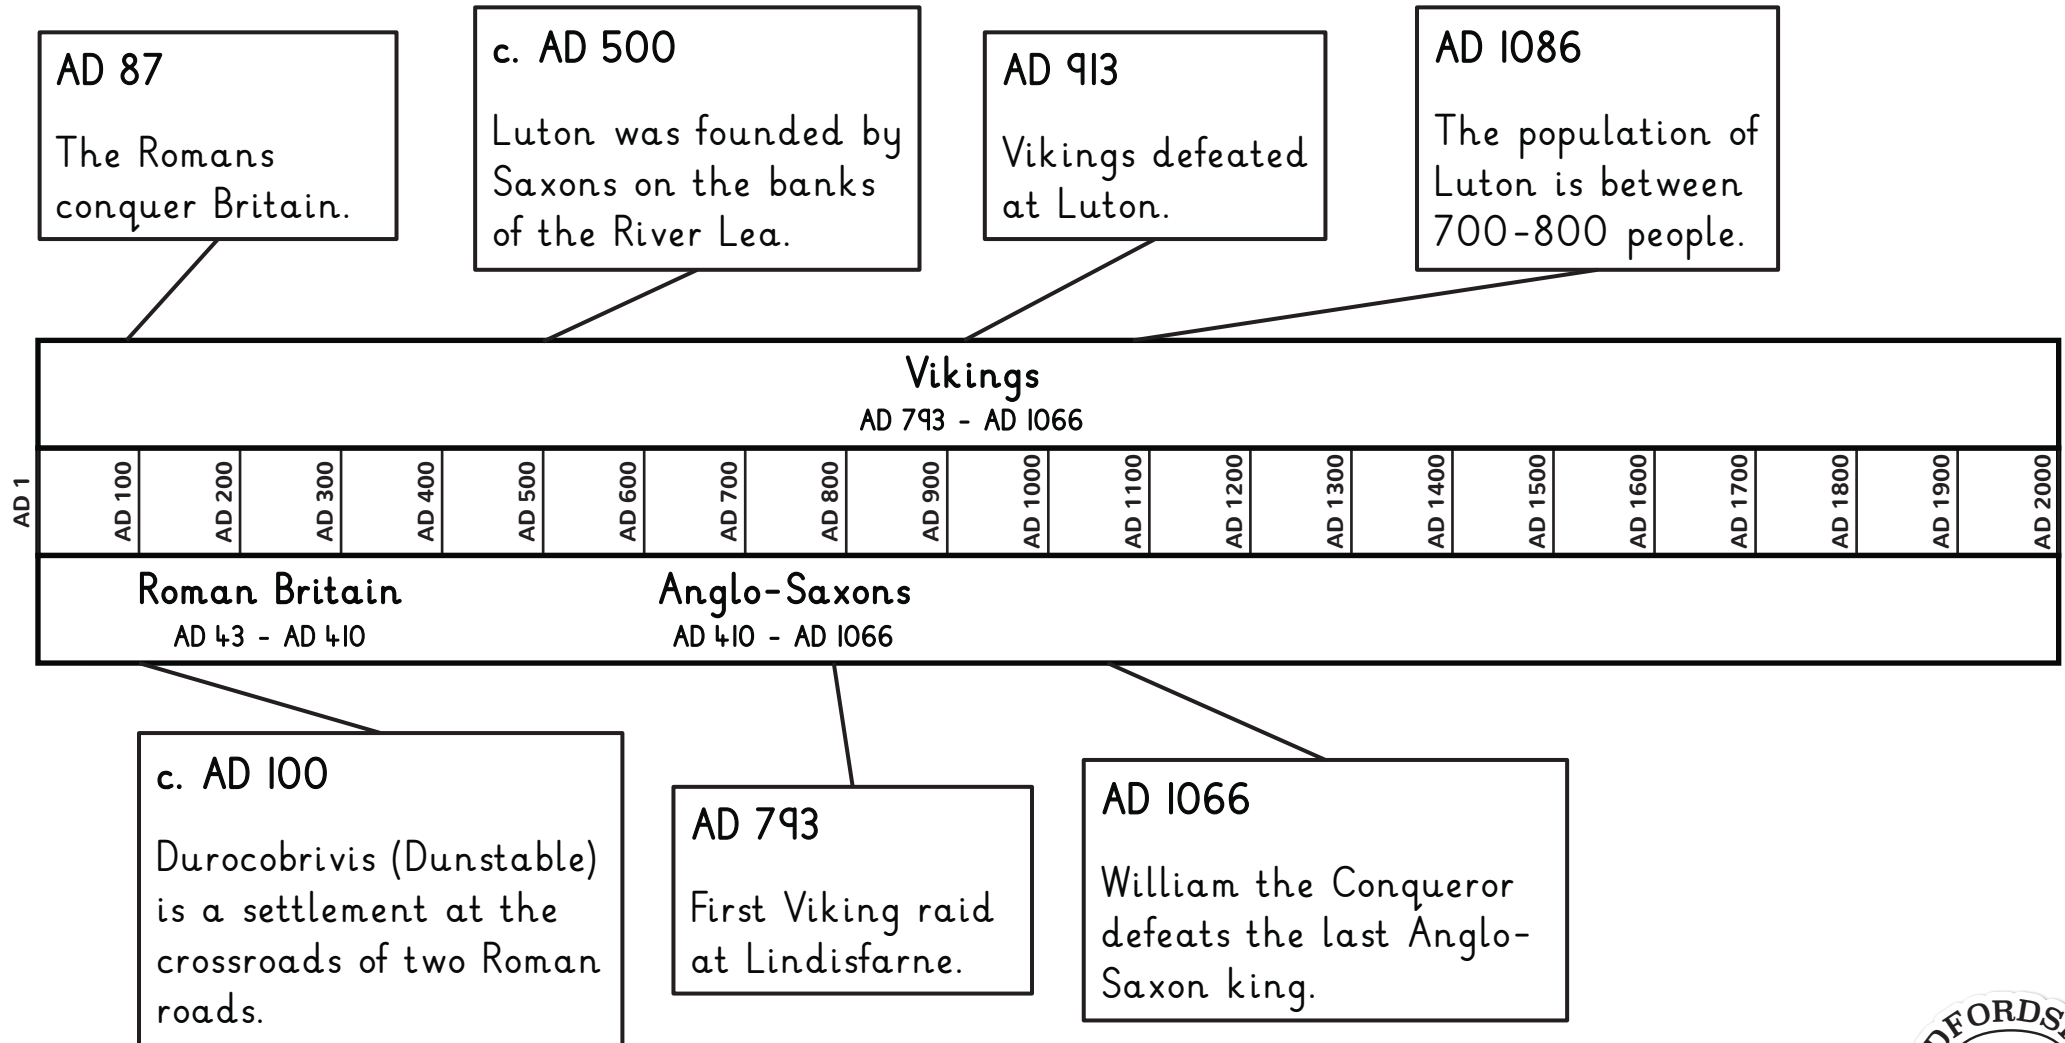 AD 87
The Romans
conquer Britain.
c. AD 500
Luton was founded by
Saxons on the banks
of the River Lea.
AD 913
Vikings defeated
at Luton.
AD 1086
The population of
Luton is between
700-800 people.
Vikings
AD 793 - AD 1066
AD 1
AD 100
AD 200
AD 300
AD 400
AD 500
AD 600
AD 700
AD 800
AD 900
AD 1000
AD 1100
AD 1200
AD 1300
AD 1400
AD 1500
AD 1600
AD 1700
AD 1800
AD 1900
AD 2000
Roman Britain
AD 43 - AD 410
Anglo-Saxons
AD 410 - AD 1066
c. AD 100
Durocobrivis (Dunstable)
is a settlement at the
crossroads of two Roman
roads.
AD 793
First Viking raid
at Lindisfarne.
AD 1066
William the Conqueror
defeats the last Anglo-
Saxon king.